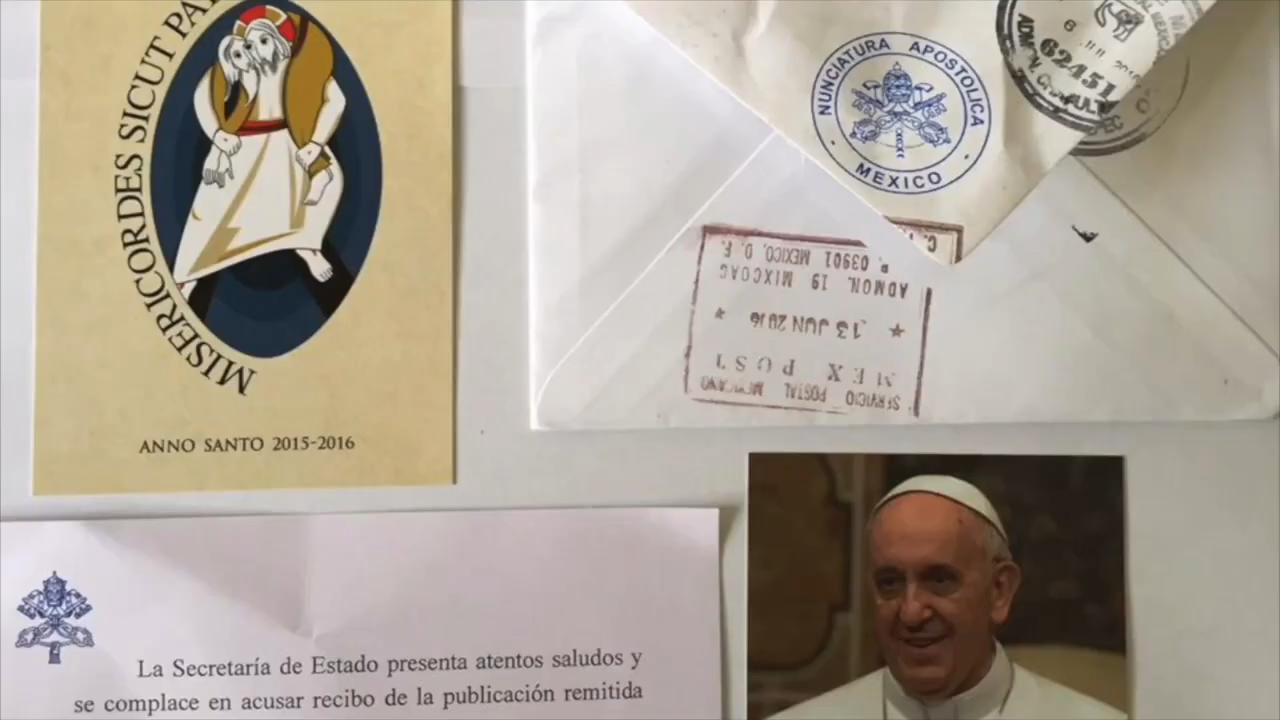 MISERICORDES SICUT PA
ANNO SANTO 2015-2016
NUNCIATURA APOSTOLICA
MEXICO
62451
SERVICIO POSTAL MEXICANO
MEX POST
★ 13 JUN 2016 ★
ADMON. 19 MIXCOAC
P. 03901 MEXICO, D. F.
La Secretaría de Estado presenta atentos saludos y
se complace en acusar recibo de la publicación remitida